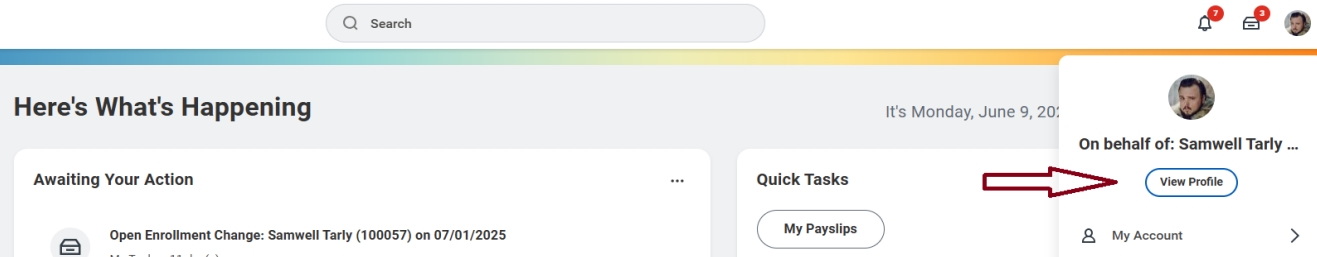 Search
7
3
Here's What's Happening
It's Monday, June 9, 202
On behalf of: Samwell Tarly ...
View Profile
Awaiting Your Action
Quick Tasks
My Payslips
Open Enrollment Change: Samwell Tarly (100057) on 07/01/2025
My Account